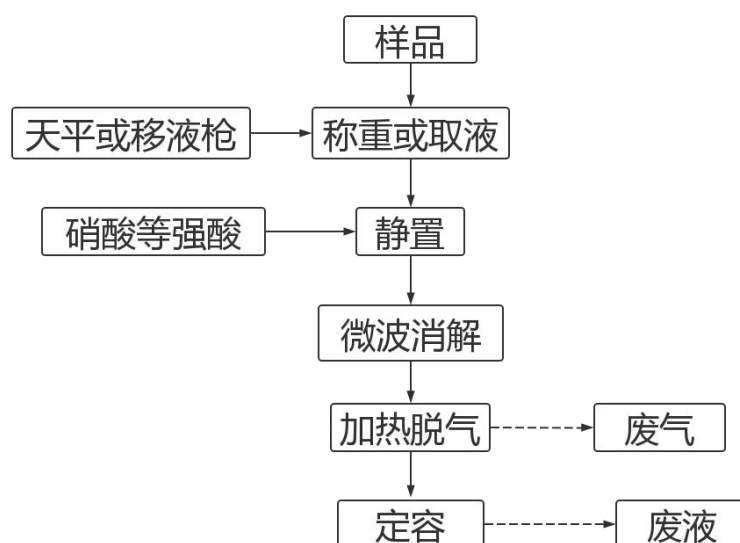 样品
天平或移液枪
称重或取液
硝酸等强酸
静置
微波消解
加热脱气
废气
定容
废液